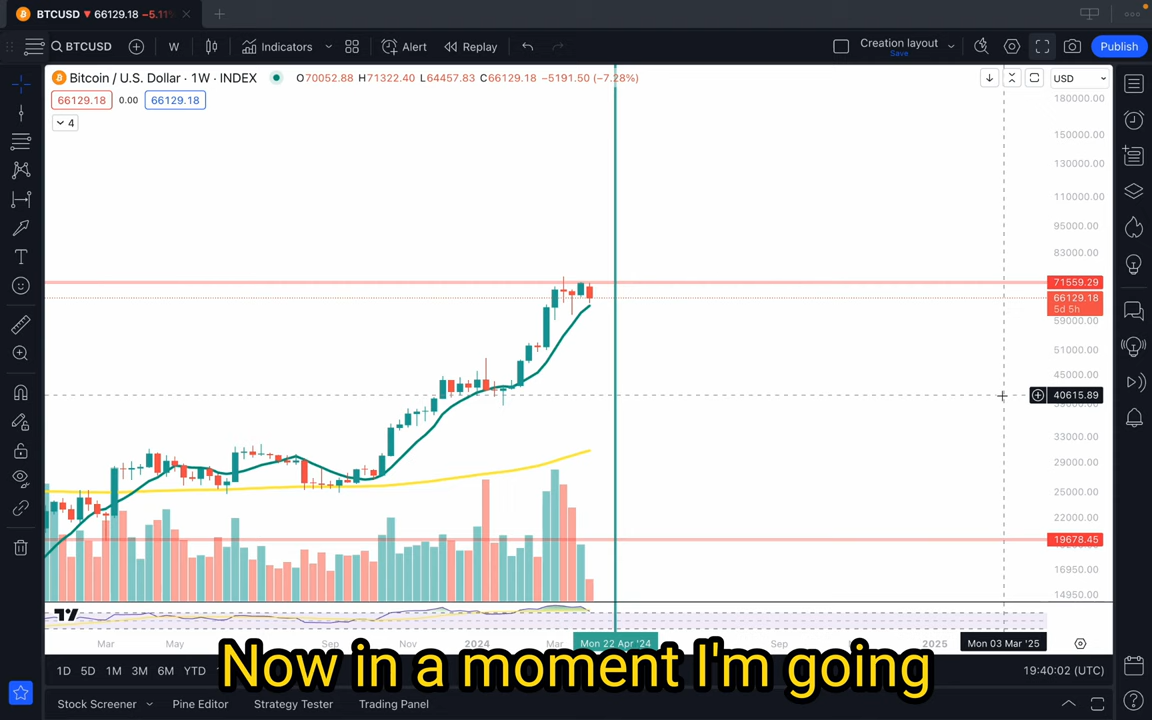 BTCUSD ▼ 66129.18 −5.11%
BTCUSD W Indicators Alert Replay Creation layout Save Publish
Bitcoin / U.S. Dollar · 1W · INDEX O70052.88 H71322.40 L64457.83 C66129.18 −5191.50 (−7.28%)
USD
66129.18 0.00 66129.18
4
180000.00
150000.00
130000.00
110000.00
95000.00
83000.00
71559.29
66129.18
5d 5h
59000.00
51000.00
45000.00
40615.89
33000.00
29000.00
25000.00
22000.00
19678.45
16950.00
14950.00
Mar May Sep Nov 2024 Mar Mon 22 Apr '24 Sep 2025 Mon 03 Mar '25
Now in a moment I'm going
1D 5D 1M 3M 6M YTD 19:40:02 (UTC)
Stock Screener Pine Editor Strategy Tester Trading Panel